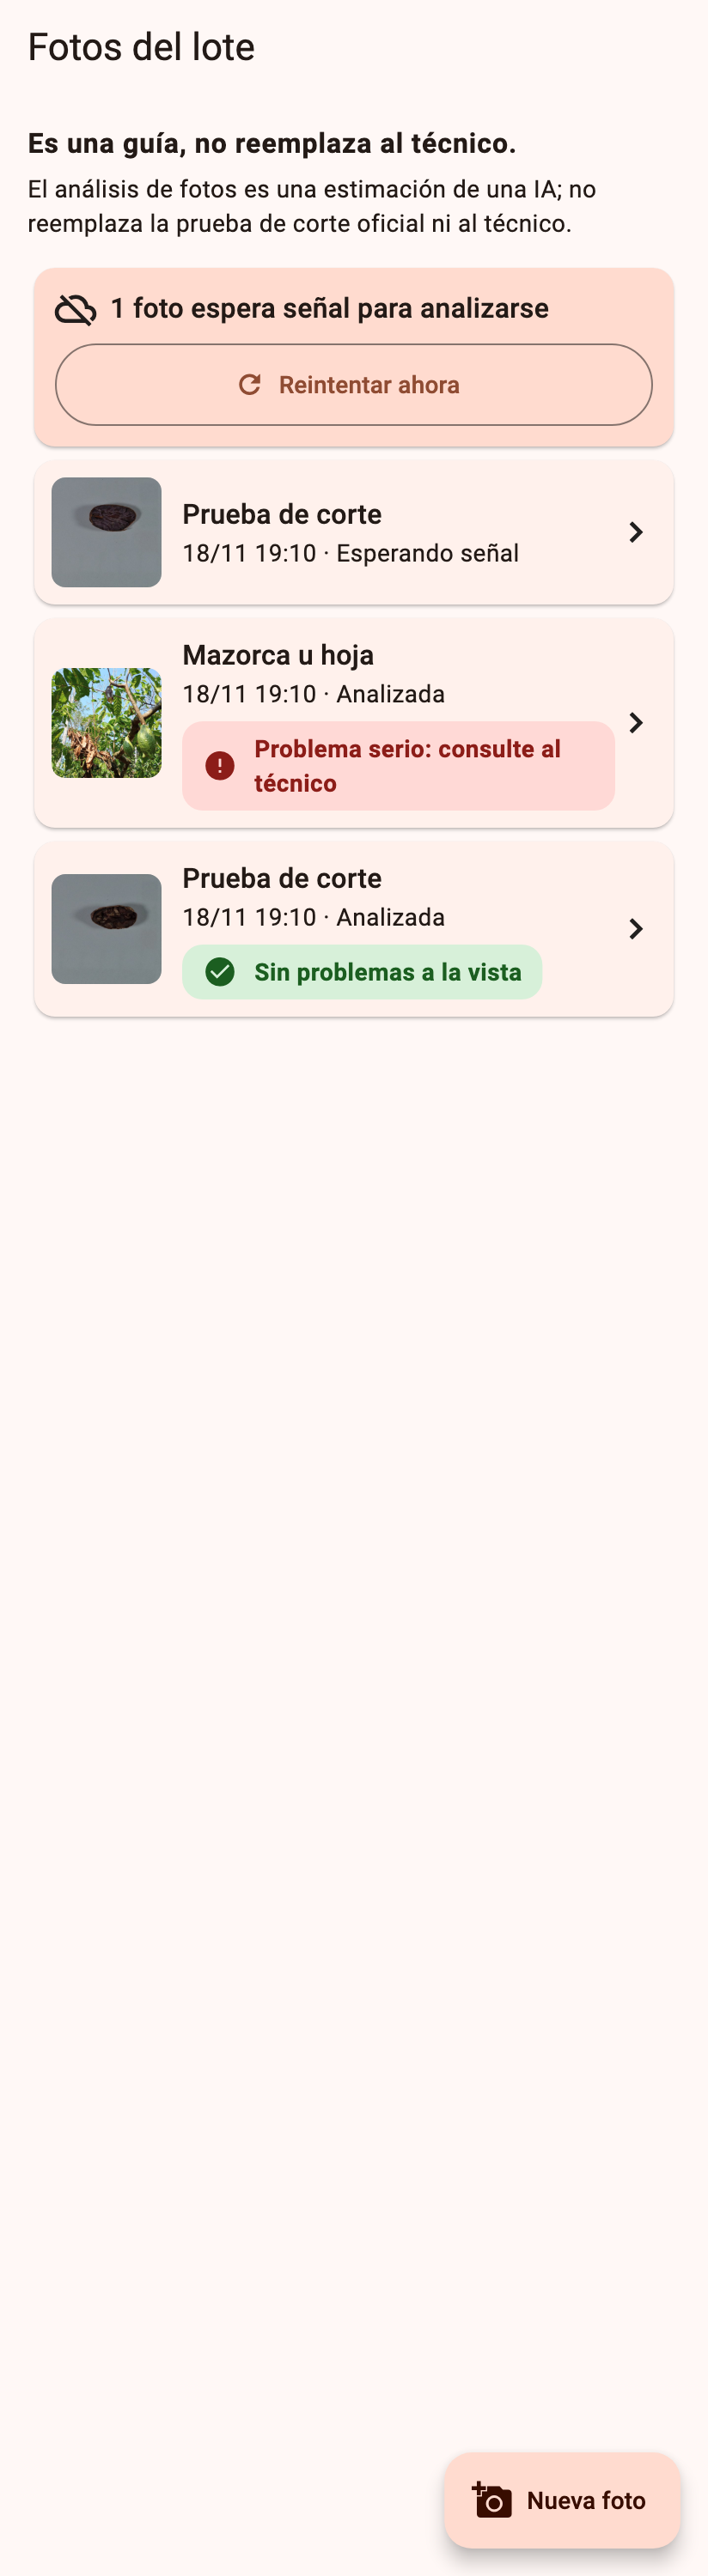 Fotos del lote
Es una guía, no reemplaza al técnico.
El análisis de fotos es una estimación de una IA; no
reemplaza la prueba de corte oficial ni al técnico.
1 foto espera señal para analizarse
Reintentar ahora
Prueba de corte
18/11 19:10 · Esperando señal
Mazorca u hoja
18/11 19:10 · Analizada
Problema serio: consulte al
técnico
Prueba de corte
18/11 19:10 · Analizada
Sin problemas a la vista
Nueva foto